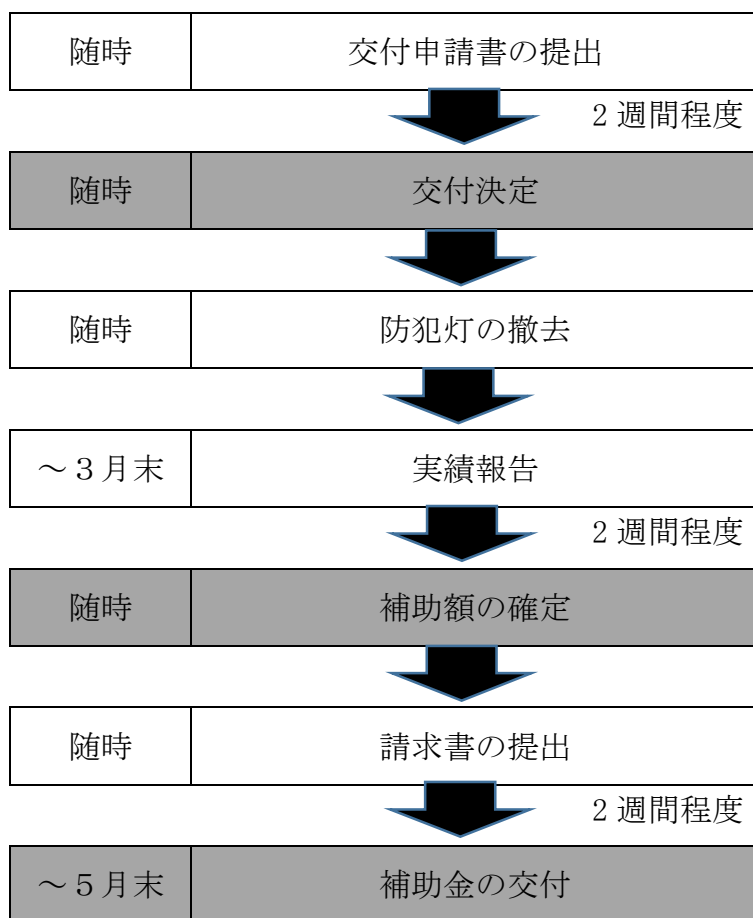 随時 交付申請書の提出
2 週間程度
随時 交付決定
随時 防犯灯の撤去
～３月末 実績報告
2 週間程度
随時 補助額の確定
随時 請求書の提出
2 週間程度
～５月末 補助金の交付